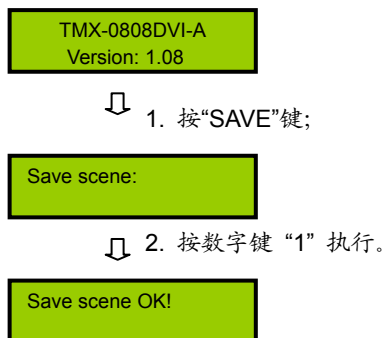 TMX-0808DVI-A
Version: 1.08
1. 按“SAVE”键;
Save scene:
2. 按数字键 “1” 执行。
Save scene OK!